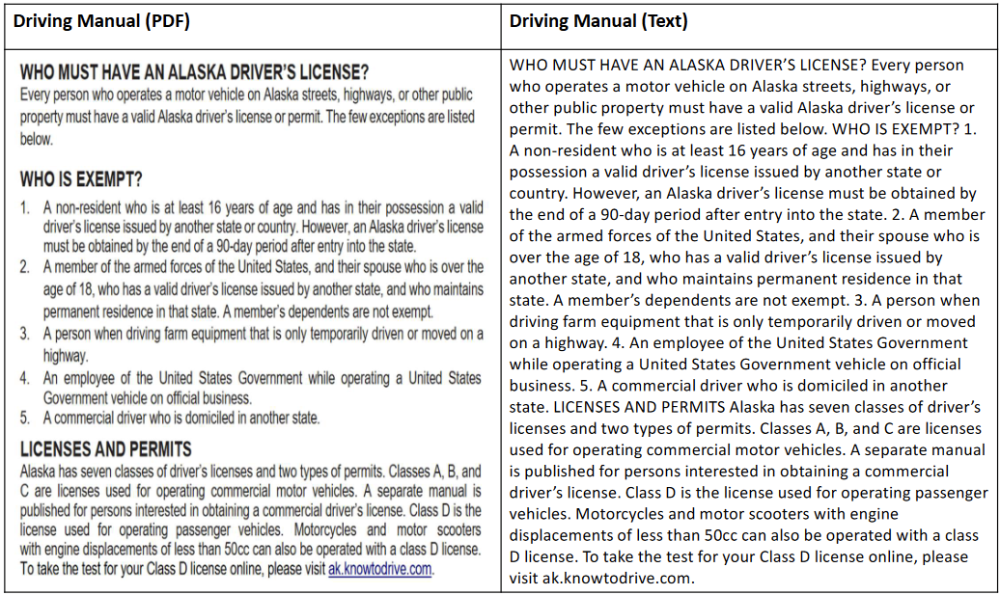 Driving Manual (PDF)
WHO MUST HAVE AN ALASKA DRIVER'S LICENSE?
Every person who operates a motor vehicle on Alaska streets, highways, or other public
property must have a valid Alaska driver's license or permit. The few exceptions are listed
below.
WHO IS EXEMPT?
1. A non-resident who is at least 16 years of age and has in their possession a valid
driver's license issued by another state or country. However, an Alaska driver's license
must be obtained by the end of a 90-day period after entry into the state.
2. A member of the armed forces of the United States, and their spouse who is over the
age of 18, who has a valid driver's license issued by another state, and who maintains
permanent residence in that state. A member's dependents are not exempt.
3. A person when driving farm equipment that is only temporarily driven or moved on a
highway.
4. An employee of the United States Government while operating a United States
Government vehicle on official business.
5. A commercial driver who is domiciled in another state.
LICENSES AND PERMITS
Alaska has seven classes of driver's licenses and two types of permits. Classes A, B, and
C are licenses used for operating commercial motor vehicles. A separate manual is
published for persons interested in obtaining a commercial driver's license. Class D is the
license used for operating passenger vehicles. Motorcycles and motor scooters
with engine displacements of less than 50cc can also be operated with a class D license.
To take the test for your Class D license online, please visit ak.knowtodrive.com.
Driving Manual (Text)
WHO MUST HAVE AN ALASKA DRIVER'S LICENSE? Every person
who operates a motor vehicle on Alaska streets, highways, or
other public property must have a valid Alaska driver's license or
permit. The few exceptions are listed below. WHO IS EXEMPT? 1.
A non-resident who is at least 16 years of age and has in their
possession a valid driver's license issued by another state or
country. However, an Alaska driver's license must be obtained by
the end of a 90-day period after entry into the state. 2. A member
of the armed forces of the United States, and their spouse who is
over the age of 18, who has a valid driver's license issued by
another state, and who maintains permanent residence in that
state. A member's dependents are not exempt. 3. A person when
driving farm equipment that is only temporarily driven or moved
on a highway. 4. An employee of the United States Government
while operating a United States Government vehicle on official
business. 5. A commercial driver who is domiciled in another
state. LICENSES AND PERMITS Alaska has seven classes of driver's
licenses and two types of permits. Classes A, B, and C are licenses
used for operating commercial motor vehicles. A separate manual
is published for persons interested in obtaining a commercial
driver's license. Class D is the license used for operating passenger
vehicles. Motorcycles and motor scooters with engine
displacements of less than 50cc can also be operated with a class
D license. To take the test for your Class D license online, please
visit ak.knowtodrive.com.